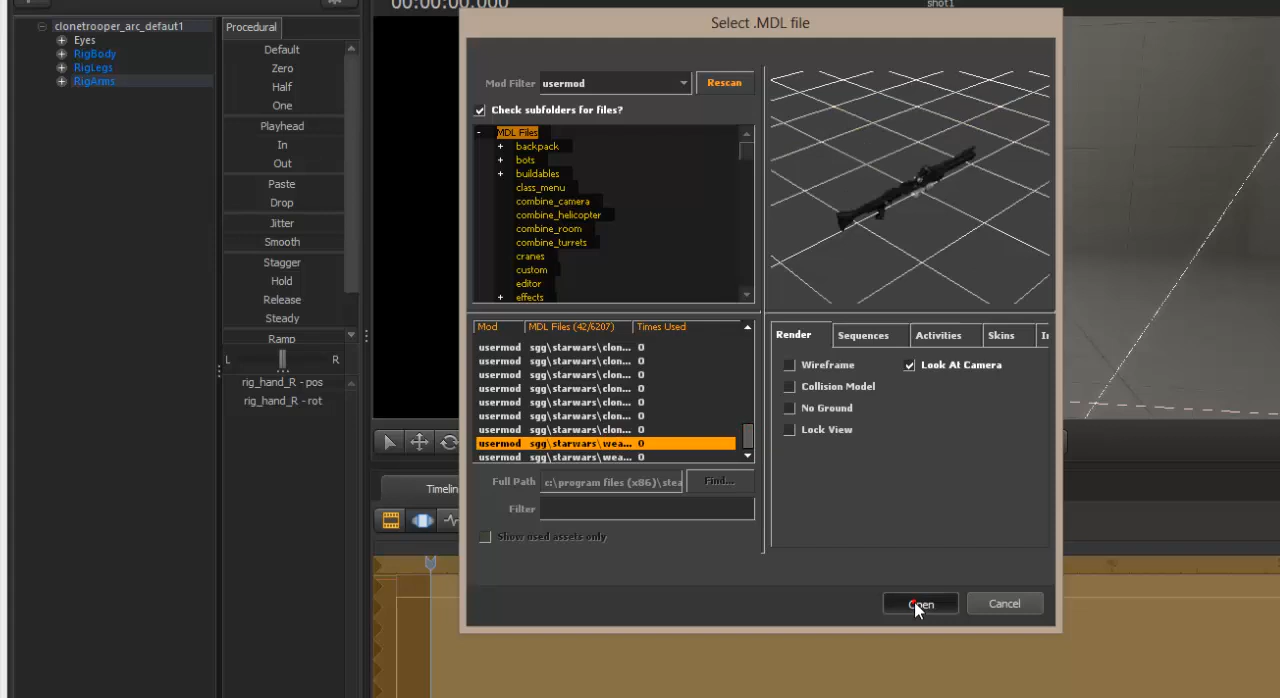 00:00:00.000
shot1
clonetrooper_arc_defaut1
Eyes
RigBody
RigLegs
RigArms
Procedural
Default
Zero
Half
One
Playhead
In
Out
Paste
Drop
Jitter
Smooth
Stagger
Hold
Release
Steady
Ramp
L
R
rig_hand_R - pos
rig_hand_R - rot
Select .MDL file
Mod Filter
usermod
Rescan
Check subfolders for files?
MDL Files
backpack
bots
buildables
class_menu
combine_camera
combine_helicopter
combine_room
combine_turrets
cranes
custom
editor
effects
Mod MDL Files (42/6207) Times Used
usermod sgg\starwars\clon... 0
usermod sgg\starwars\clon... 0
usermod sgg\starwars\clon... 0
usermod sgg\starwars\clon... 0
usermod sgg\starwars\clon... 0
usermod sgg\starwars\clon... 0
usermod sgg\starwars\clon... 0
usermod sgg\starwars\wea... 0
usermod sgg\starwars\wea... 0
Full Path c:\program files (x86)\stea
Find...
Filter
Show used assets only
Render Sequences Activities Skins
Wireframe
Look At Camera
Collision Model
No Ground
Lock View
Open
Cancel
Timelin